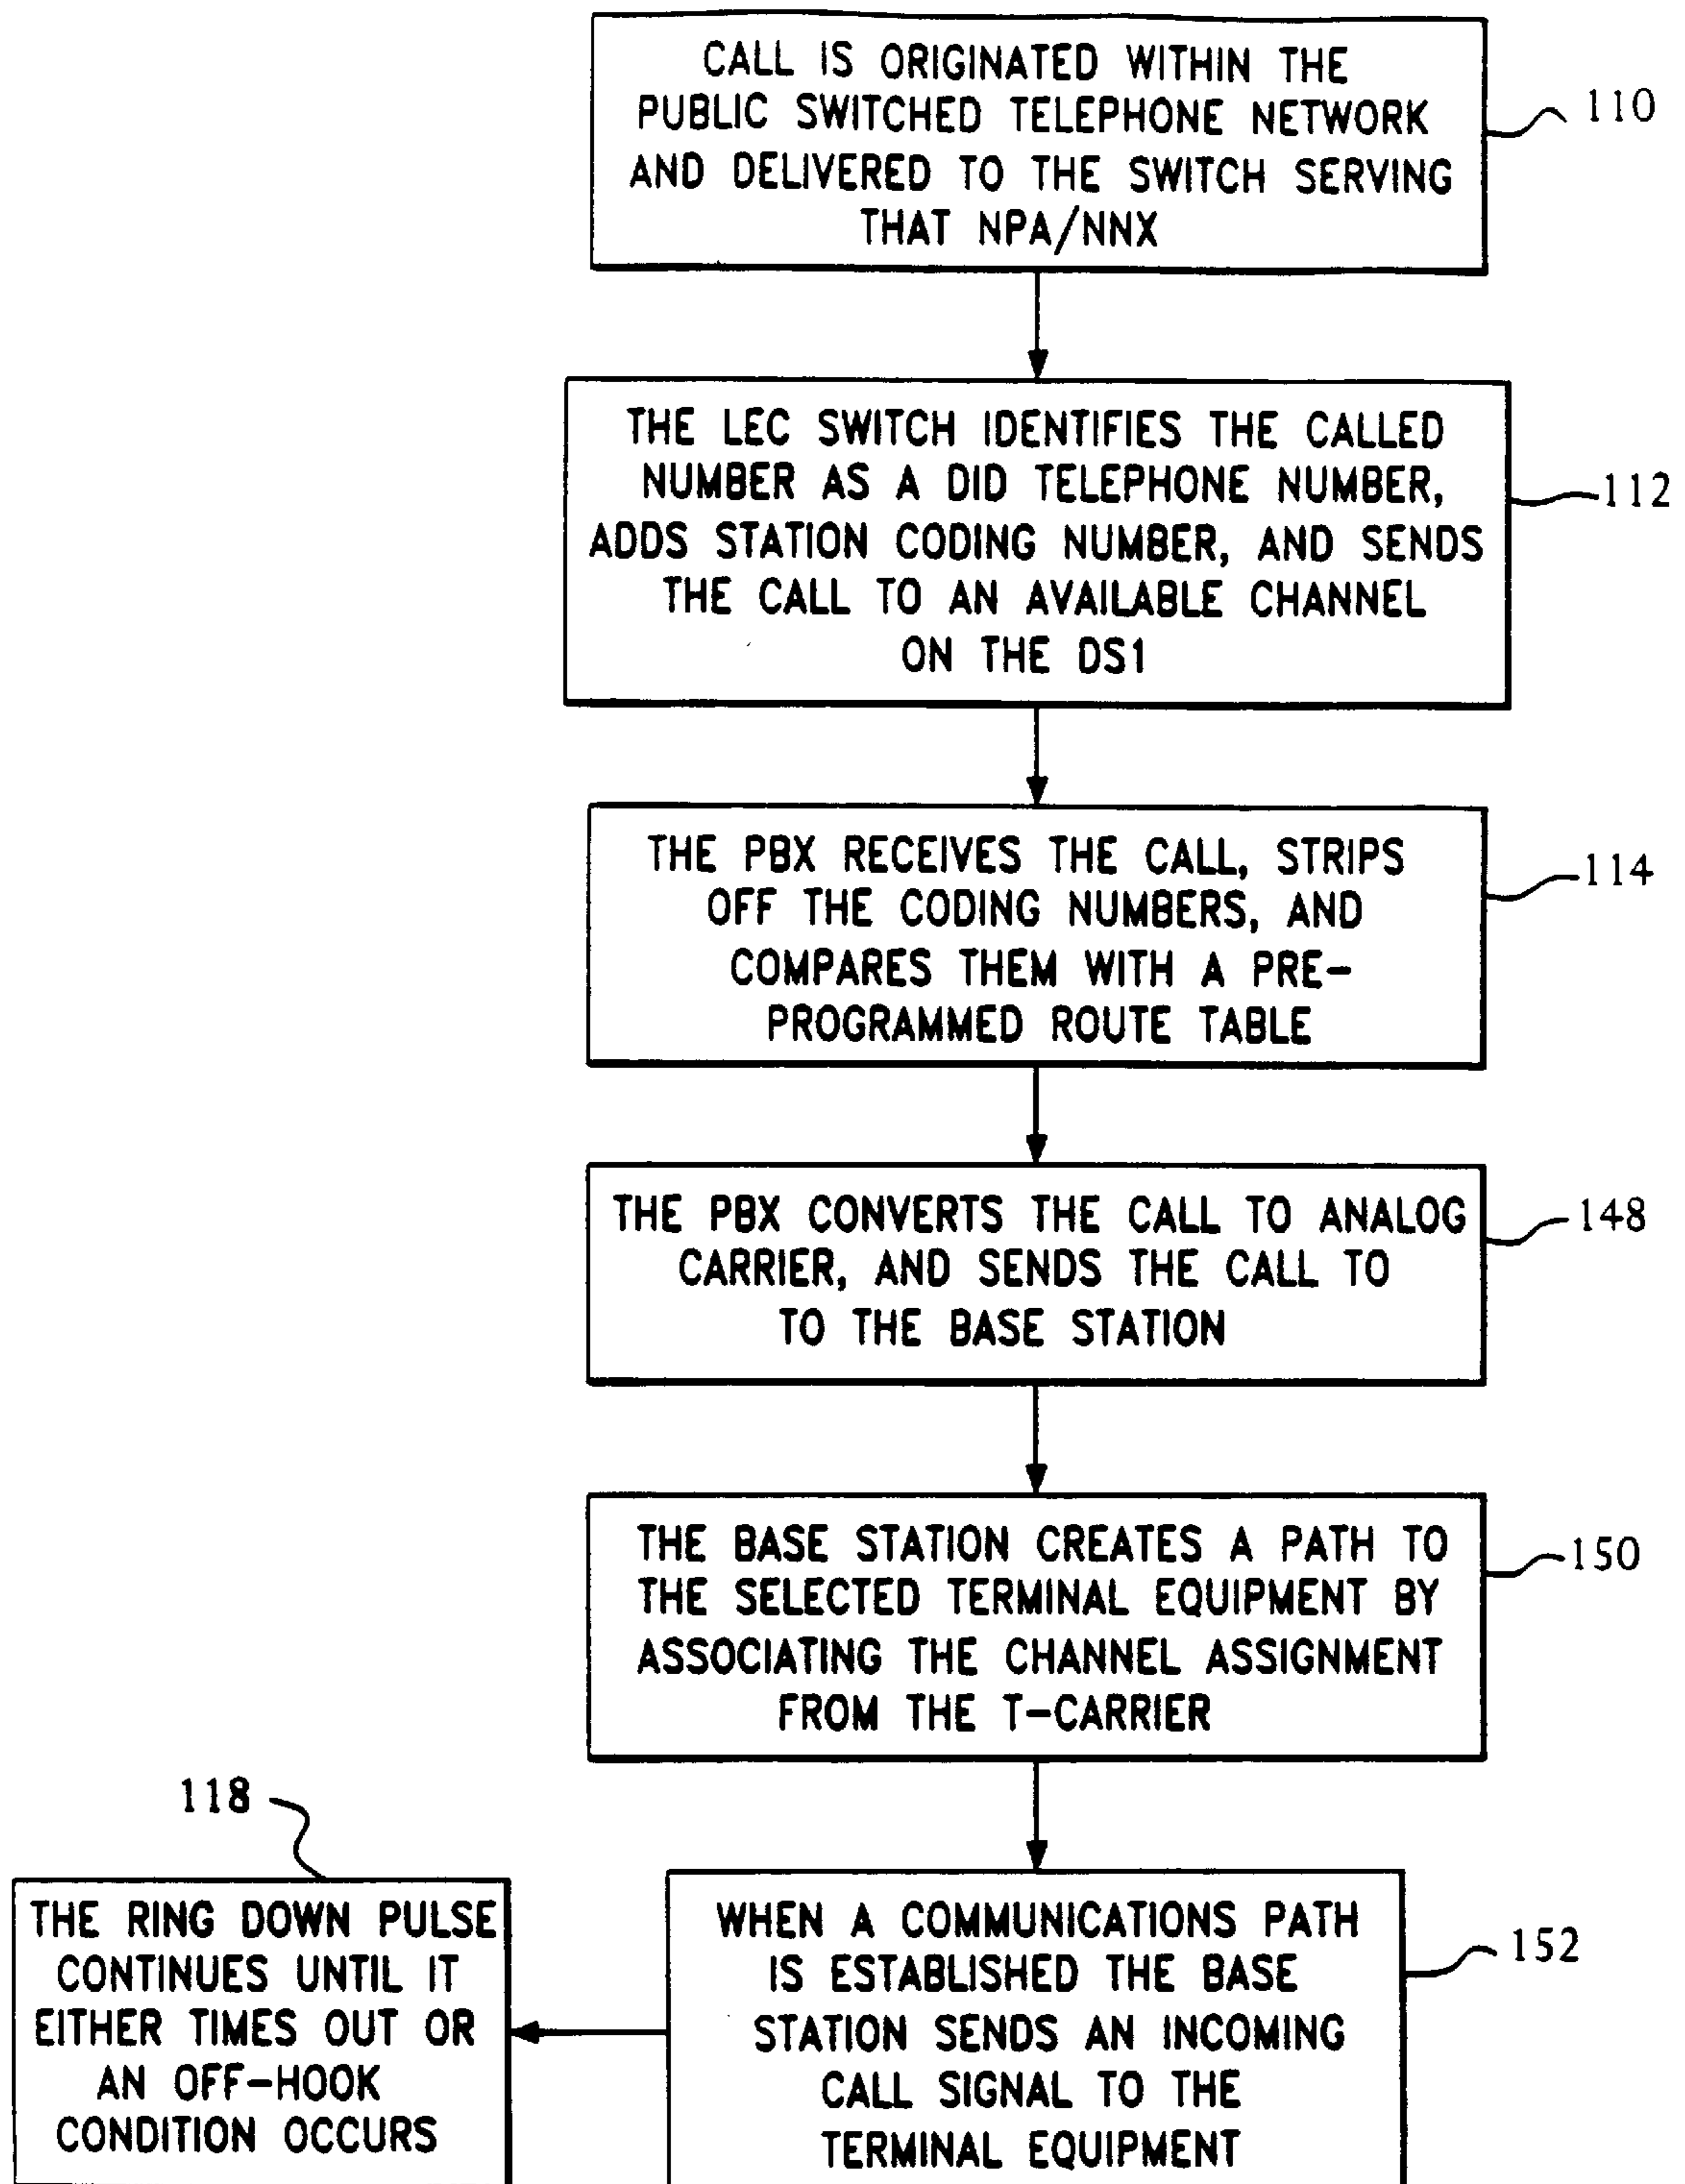 CALL IS ORIGINATED WITHIN THE
PUBLIC SWITCHED TELEPHONE NETWORK
AND DELIVERED TO THE SWITCH SERVING
THAT NPA/NNX
110
THE LEC SWITCH IDENTIFIES THE CALLED
NUMBER AS A DID TELEPHONE NUMBER,
ADDS STATION CODING NUMBER, AND SENDS
THE CALL TO AN AVAILABLE CHANNEL
ON THE DS1
112
THE PBX RECEIVES THE CALL, STRIPS
OFF THE CODING NUMBERS, AND
COMPARES THEM WITH A PRE-
PROGRAMMED ROUTE TABLE
114
THE PBX CONVERTS THE CALL TO ANALOG
CARRIER, AND SENDS THE CALL TO
TO THE BASE STATION
148
THE BASE STATION CREATES A PATH TO
THE SELECTED TERMINAL EQUIPMENT BY
ASSOCIATING THE CHANNEL ASSIGNMENT
FROM THE T-CARRIER
150
WHEN A COMMUNICATIONS PATH
IS ESTABLISHED THE BASE
STATION SENDS AN INCOMING
CALL SIGNAL TO THE
TERMINAL EQUIPMENT
152
118
THE RING DOWN PULSE
CONTINUES UNTIL IT
EITHER TIMES OUT OR
AN OFF-HOOK
CONDITION OCCURS